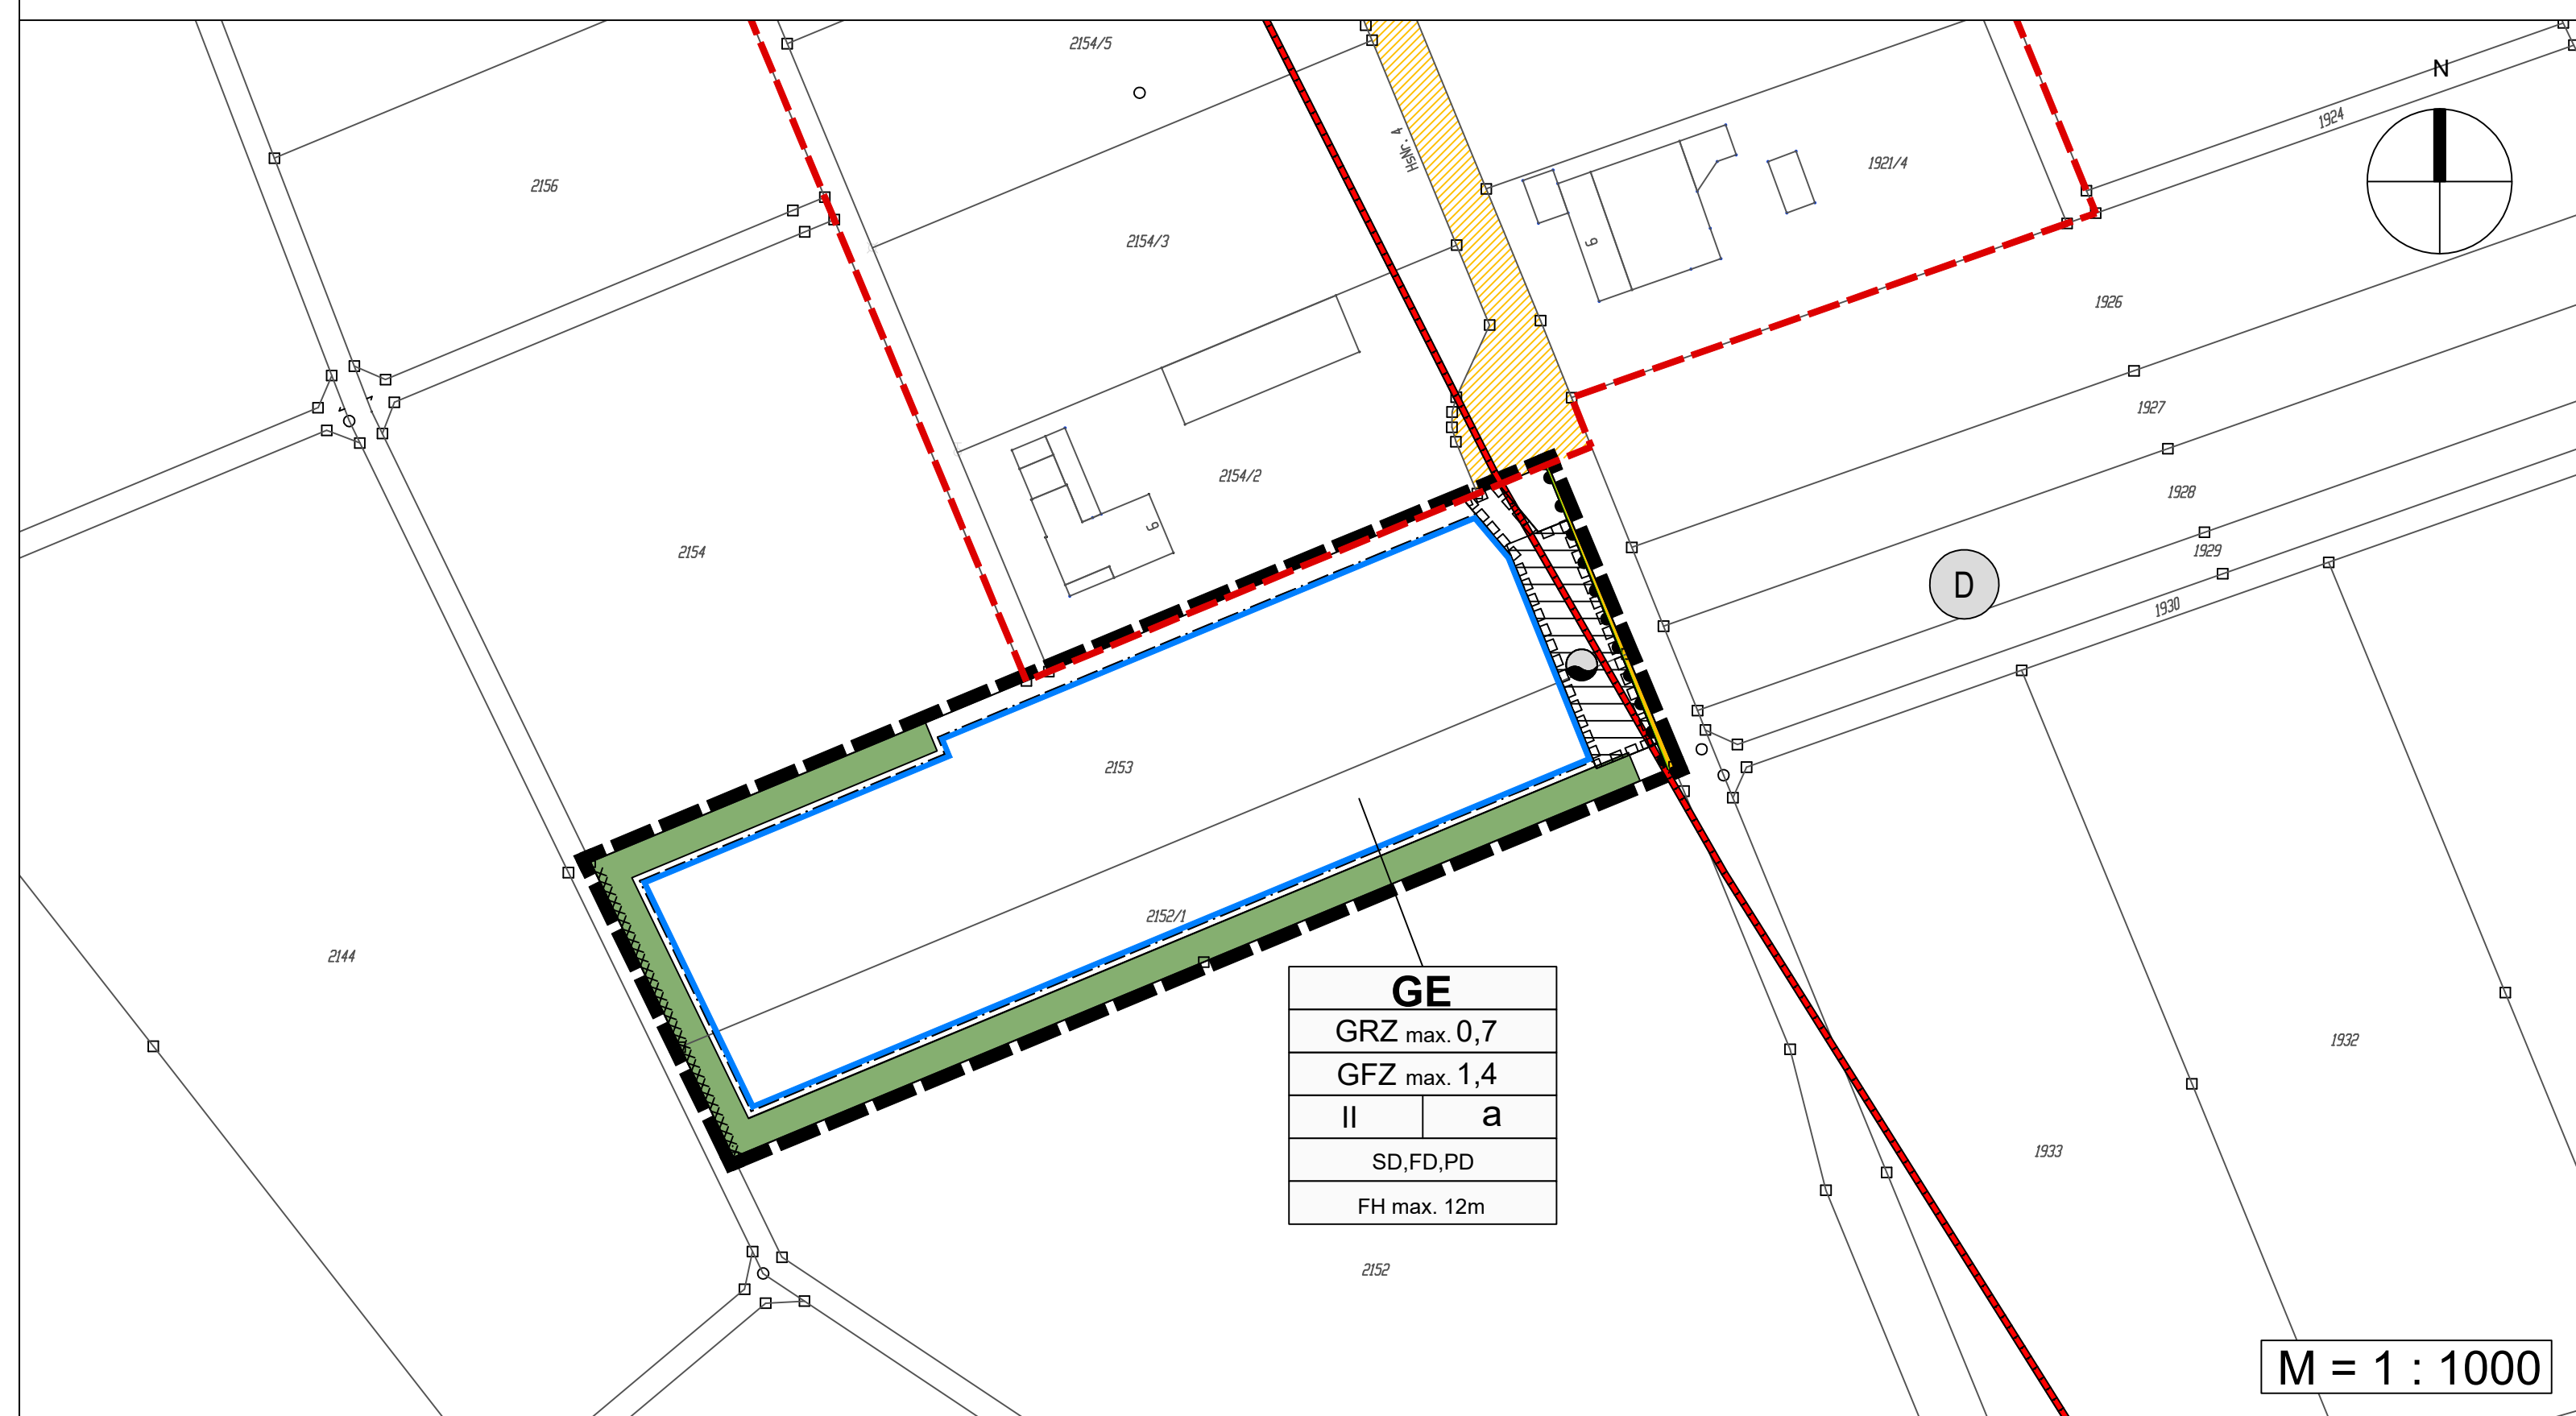 2154/5
N
1924
HsNr. 4
1921/4
2156
2154/3
9
1926
1927
2154/2
1928
9
1929
2154
D
1930
2153
2152/1
2144
GE
GRZ max. 0,7
GFZ max. 1,4
II a
SD,FD,PD
FH max. 12m
1932
1933
2152
M = 1 : 1000